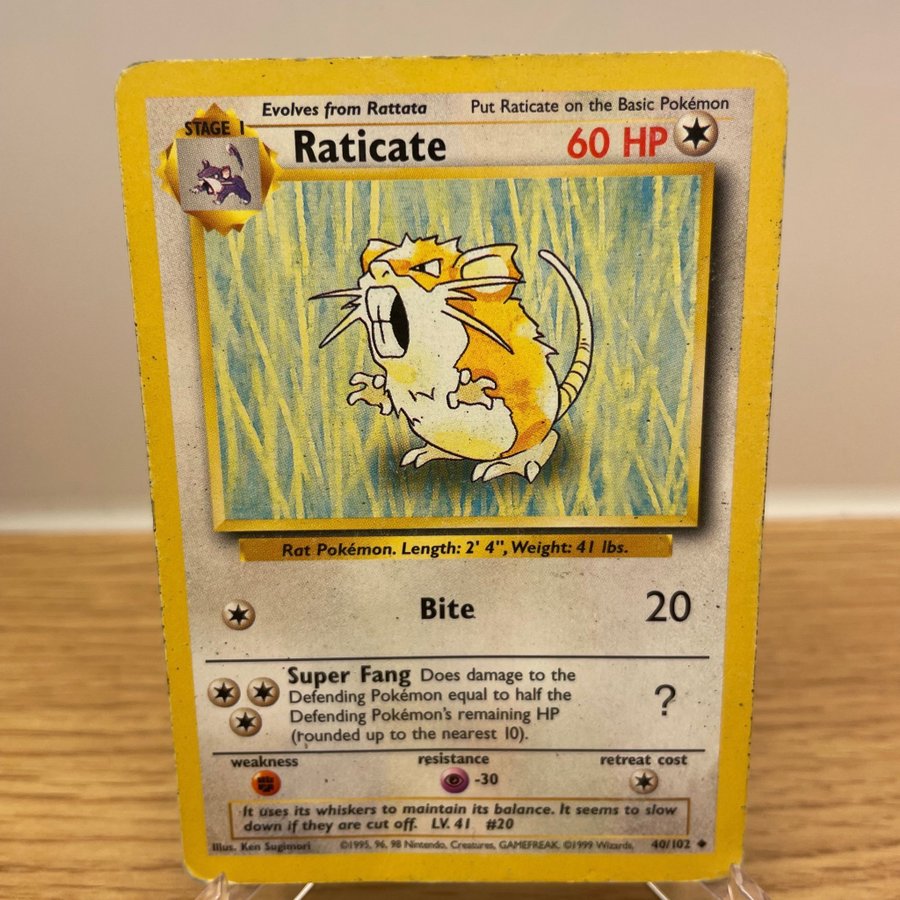 Evolves from Rattata Put Raticate on the Basic Pokémon
STAGE 1
Raticate 60 HP
Rat Pokémon. Length: 2' 4", Weight: 41 lbs.
Bite 20
Super Fang Does damage to the
Defending Pokémon equal to half the
Defending Pokémon's remaining HP
(rounded up to the nearest 10).
?
weakness resistance retreat cost
-30
It uses its whiskers to maintain its balance. It seems to slow
down if they are cut off. LV. 41 #20
Illus. Ken Sugimori ©1995, 96, 98 Nintendo, Creatures, GAMEFREAK. ©1999 Wizards. 40/102